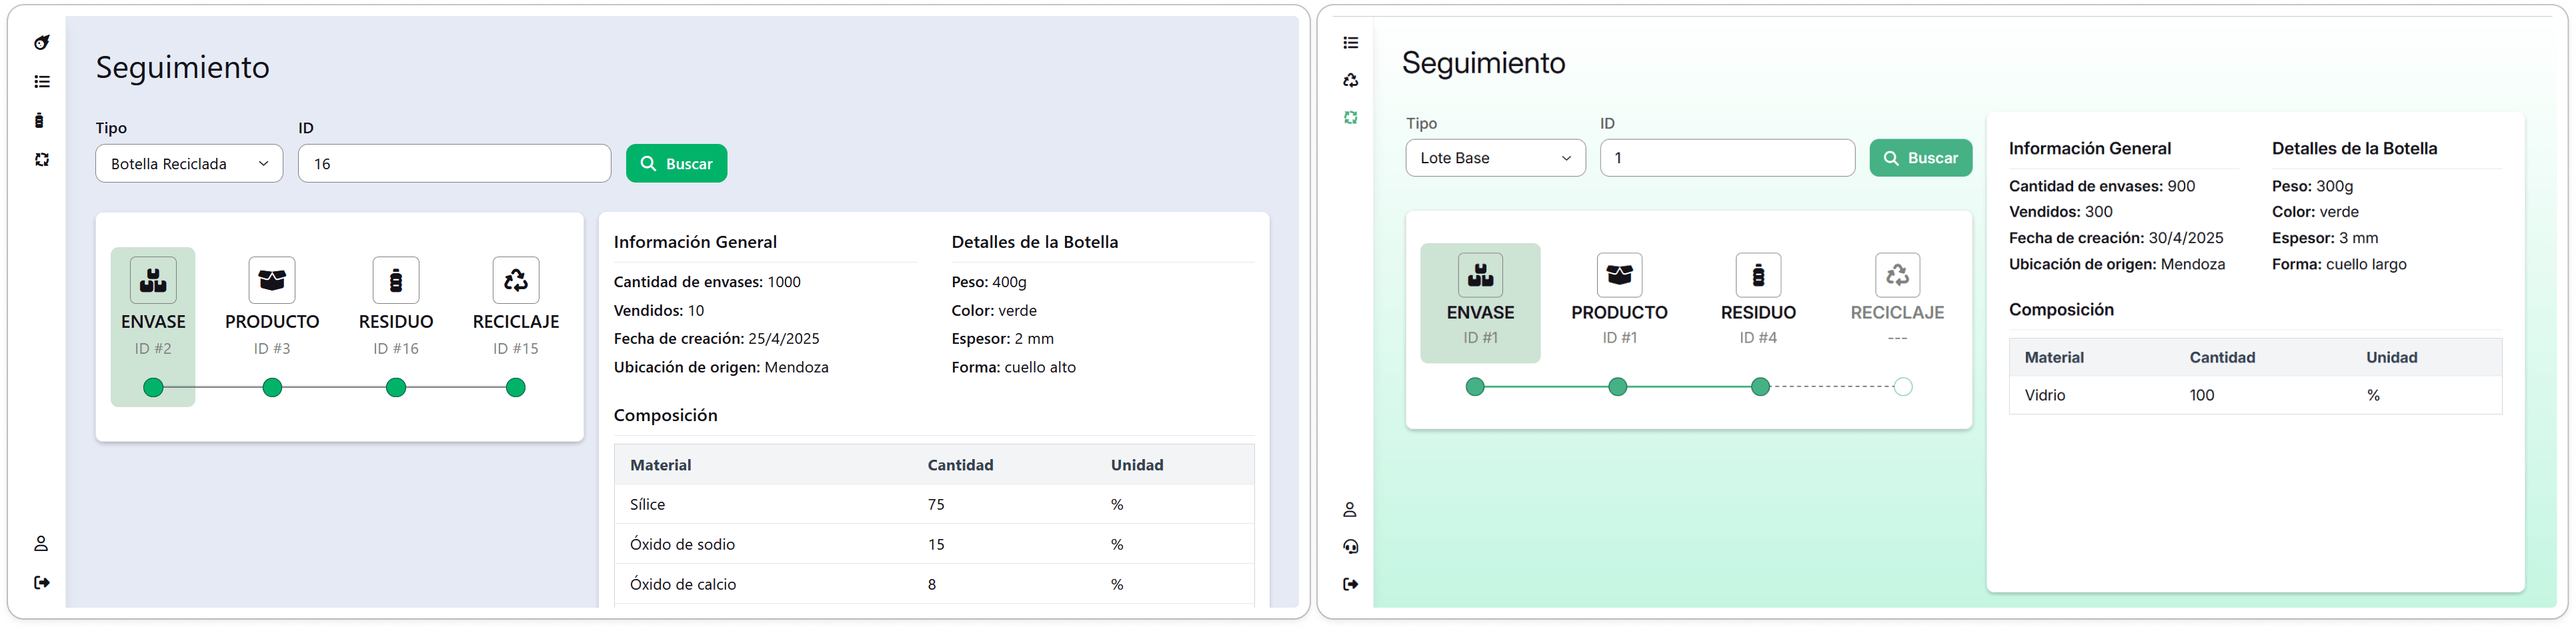 Seguimiento
Tipo
ID
Botella Reciclada
16
Buscar
ENVASE
PRODUCTO
RESIDUO
RECICLAJE
ID #2
ID #3
ID #16
ID #15
Información General
Cantidad de envases: 1000
Vendidos: 10
Fecha de creación: 25/4/2025
Ubicación de origen: Mendoza
Detalles de la Botella
Peso: 400g
Color: verde
Espesor: 2 mm
Forma: cuello alto
Composición
Material Cantidad Unidad
Sílice 75 %
Óxido de sodio 15 %
Óxido de calcio 8 %
Seguimiento
Tipo
ID
Lote Base
1
Buscar
ENVASE
PRODUCTO
RESIDUO
RECICLAJE
ID #1
ID #1
ID #4
---
Información General
Cantidad de envases: 900
Vendidos: 300
Fecha de creación: 30/4/2025
Ubicación de origen: Mendoza
Detalles de la Botella
Peso: 300g
Color: verde
Espesor: 3 mm
Forma: cuello largo
Composición
Material Cantidad Unidad
Vidrio 100 %